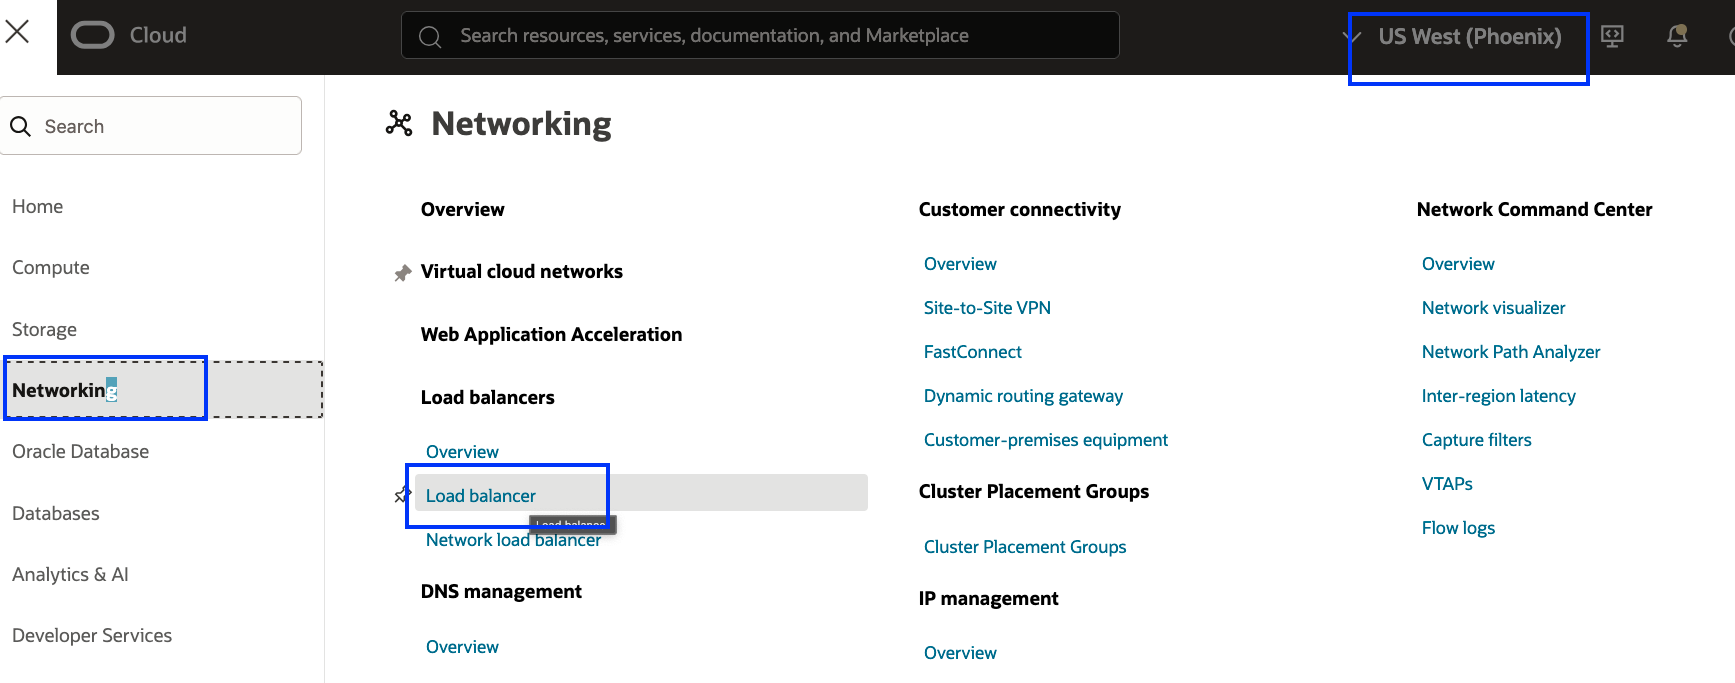 Cloud
Search resources, services, documentation, and Marketplace
US West (Phoenix)
Search
Home
Compute
Storage
Networking
Oracle Database
Databases
Analytics & AI
Developer Services
Networking
Overview
Virtual cloud networks
Web Application Acceleration
Load balancers
Overview
Load balancer
Load balance
Network load balancer
DNS management
Overview
Customer connectivity
Overview
Site-to-Site VPN
FastConnect
Dynamic routing gateway
Customer-premises equipment
Cluster Placement Groups
Cluster Placement Groups
IP management
Overview
Network Command Center
Overview
Network visualizer
Network Path Analyzer
Inter-region latency
Capture filters
VTAPs
Flow logs